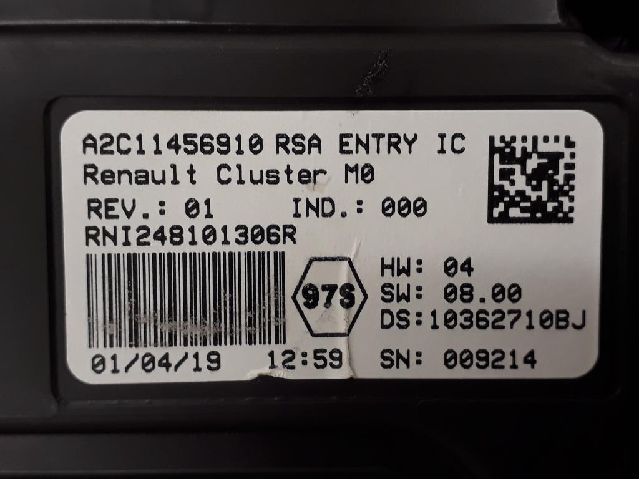 A2C11456910 RSA ENTRY IC
Renault Cluster M0
REV.: 01 IND.: 000
RNI248101306R
97S
HW: 04
SW: 08.00
DS:10362710BJ
01/04/19 12:59 SN: 009214